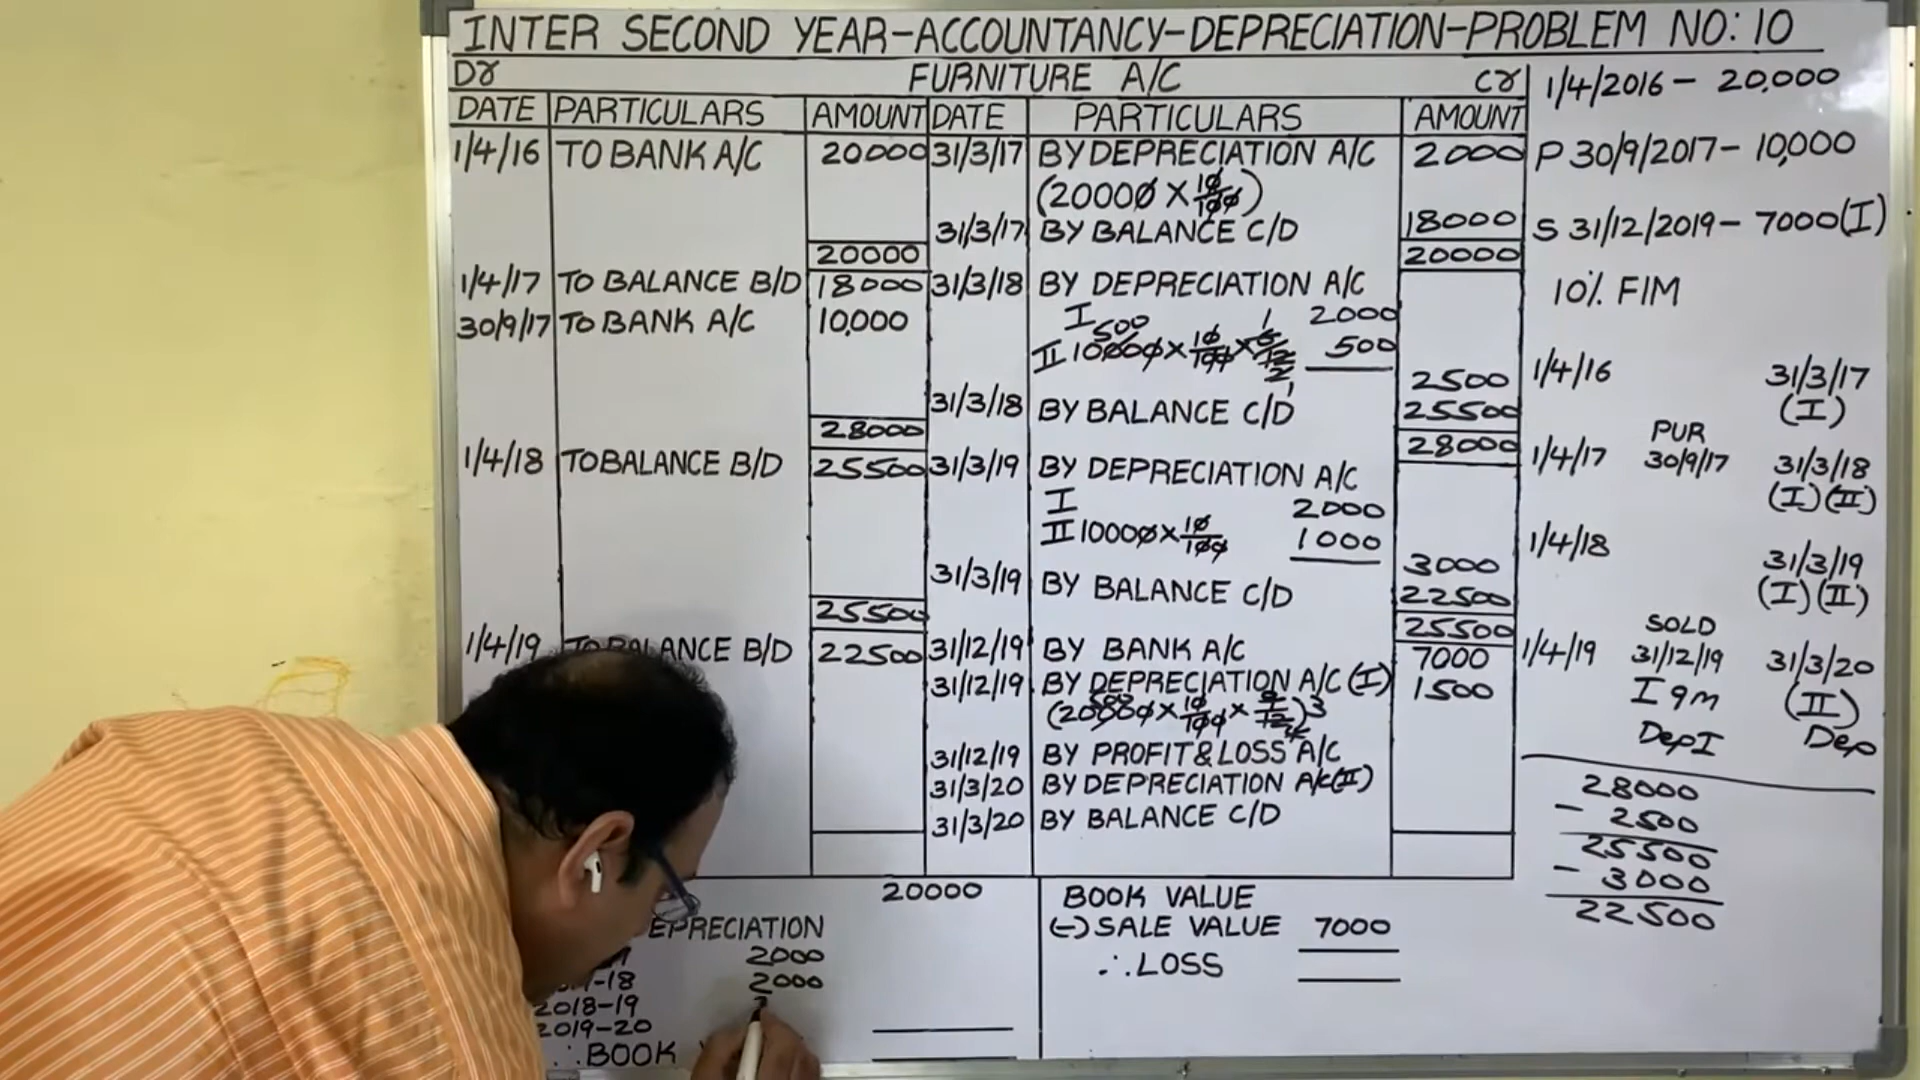 INTER SECOND YEAR-ACCOUNTANCY-DEPRECIATION-PROBLEM NO: 10
Dr FURNITURE A/C Cr
DATE PARTICULARS AMOUNT DATE PARTICULARS AMOUNT
1/4/16 TO BANK A/C 20000 31/3/17 BY DEPRECIATION A/C 2000
(20000 × 10/100)
31/3/17 BY BALANCE C/D 18000
20000 20000
1/4/17 TO BALANCE B/D 18000 31/3/18 BY DEPRECIATION A/C
30/9/17 TO BANK A/C 10,000 I 2000
500 1
II 10000 × 10/100 × 6/12 500
2
2500
31/3/18 BY BALANCE C/D 25500
28000 28000
1/4/18 TO BALANCE B/D 25500 31/3/19 BY DEPRECIATION A/C
I 2000
II 10000 × 10/100 1000
3000
31/3/19 BY BALANCE C/D 22500
25500 25500
1/4/19 TO BALANCE B/D 22500 31/12/19 BY BANK A/C 7000
31/12/19 BY DEPRECIATION A/C (I) 1500
500
(20000 × 10/100 × 9/12) 3
4
31/12/19 BY PROFIT & LOSS A/C
31/3/20 BY DEPRECIATION A/C (II)
31/3/20 BY BALANCE C/D
20000
EPRECIATION
2000
-18 2000
2018-19
2019-20
∴ BOOK
BOOK VALUE
(-) SALE VALUE 7000
∴ LOSS
1/4/2016 - 20,000
P 30/9/2017 - 10,000
S 31/12/2019 - 7000 (I)
10% FIM
1/4/16 31/3/17
(I)
PUR
1/4/17 30/9/17 31/3/18
(I) (II)
1/4/18 31/3/19
(I) (II)
SOLD
1/4/19 31/12/19 31/3/20
I 9m (II)
Dep I Dep
28000
- 2500
25500
- 3000
22500